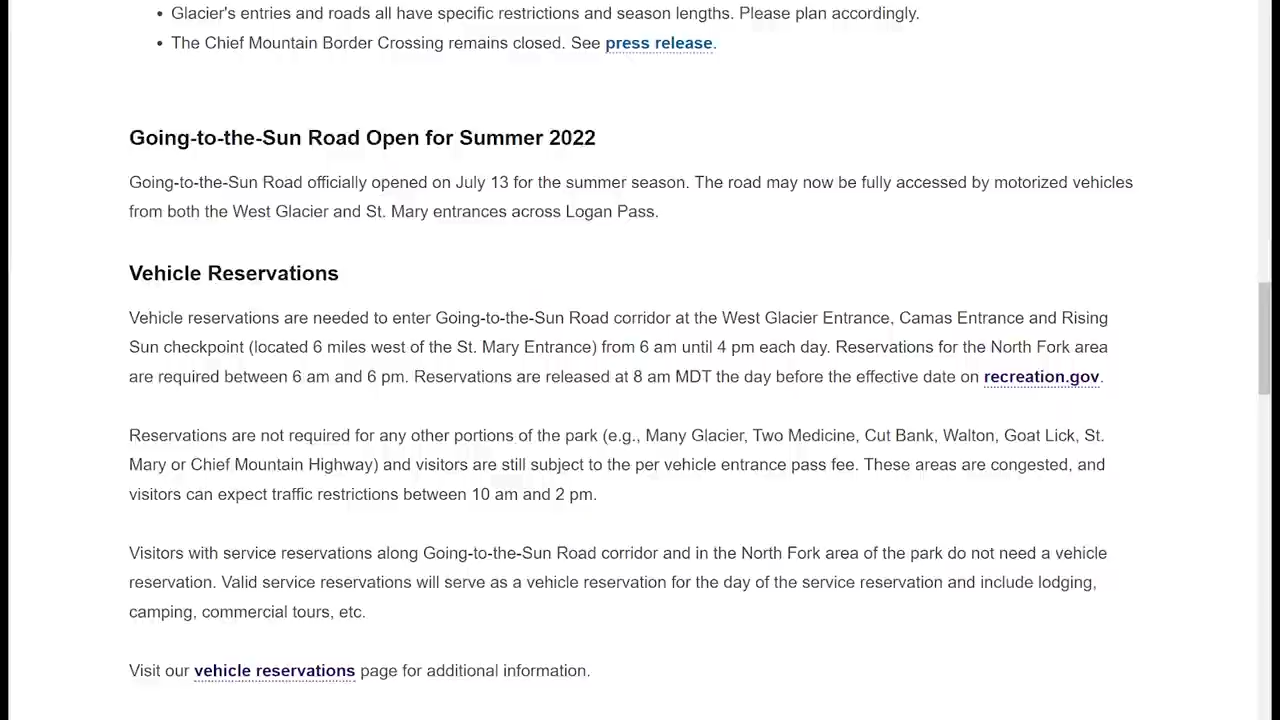 • Glacier's entries and roads all have specific restrictions and season lengths. Please plan accordingly.
• The Chief Mountain Border Crossing remains closed. See press release.
Going-to-the-Sun Road Open for Summer 2022
Going-to-the-Sun Road officially opened on July 13 for the summer season. The road may now be fully accessed by motorized vehicles
from both the West Glacier and St. Mary entrances across Logan Pass.
Vehicle Reservations
Vehicle reservations are needed to enter Going-to-the-Sun Road corridor at the West Glacier Entrance, Camas Entrance and Rising
Sun checkpoint (located 6 miles west of the St. Mary Entrance) from 6 am until 4 pm each day. Reservations for the North Fork area
are required between 6 am and 6 pm. Reservations are released at 8 am MDT the day before the effective date on recreation.gov.
Reservations are not required for any other portions of the park (e.g., Many Glacier, Two Medicine, Cut Bank, Walton, Goat Lick, St.
Mary or Chief Mountain Highway) and visitors are still subject to the per vehicle entrance pass fee. These areas are congested, and
visitors can expect traffic restrictions between 10 am and 2 pm.
Visitors with service reservations along Going-to-the-Sun Road corridor and in the North Fork area of the park do not need a vehicle
reservation. Valid service reservations will serve as a vehicle reservation for the day of the service reservation and include lodging,
camping, commercial tours, etc.
Visit our vehicle reservations page for additional information.